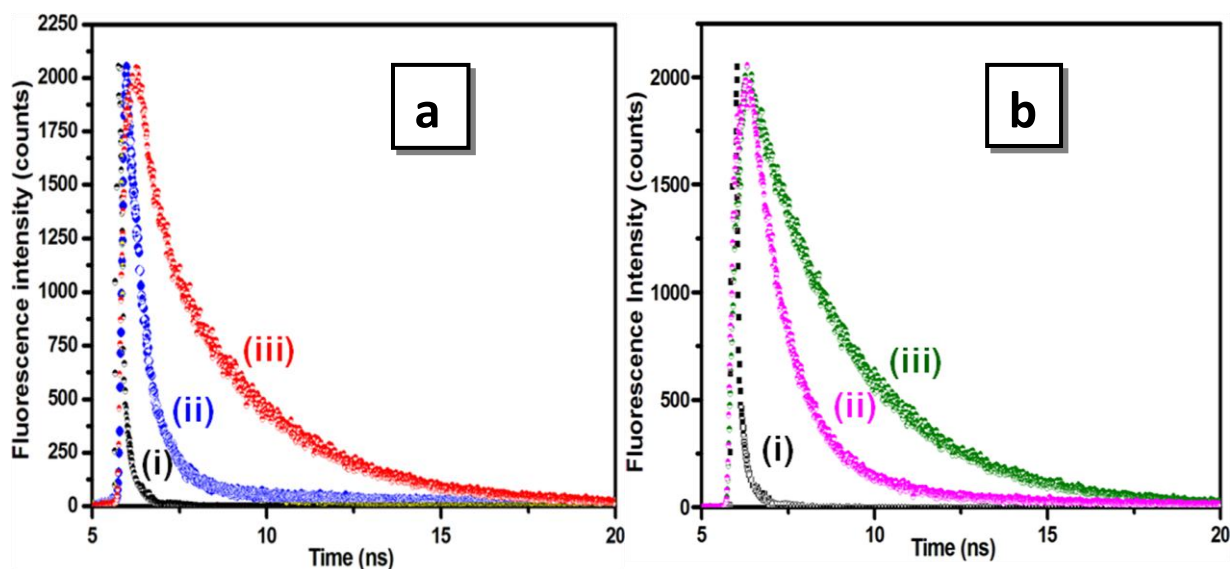 a
Fluorescence intensity (counts)
2250
2000
1750
1500
1250
1000
750
500
250
0
(iii)
(ii)
(i)
5
10
15
20
Time (ns)
b
Fluorescence Intensity (counts)
2000
1500
1000
500
0
(iii)
(ii)
(i)
5
10
15
20
Time (ns)